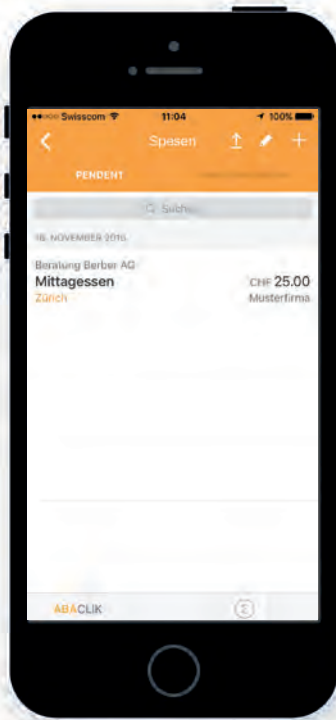 Swisscom 11:04 100%
Spesen
PENDENT
Suche
16. NOVEMBER 2016
Beratung Berber AG
Mittagessen CHF 25.00
Zürich Musterfirma
ABACLIK Σ